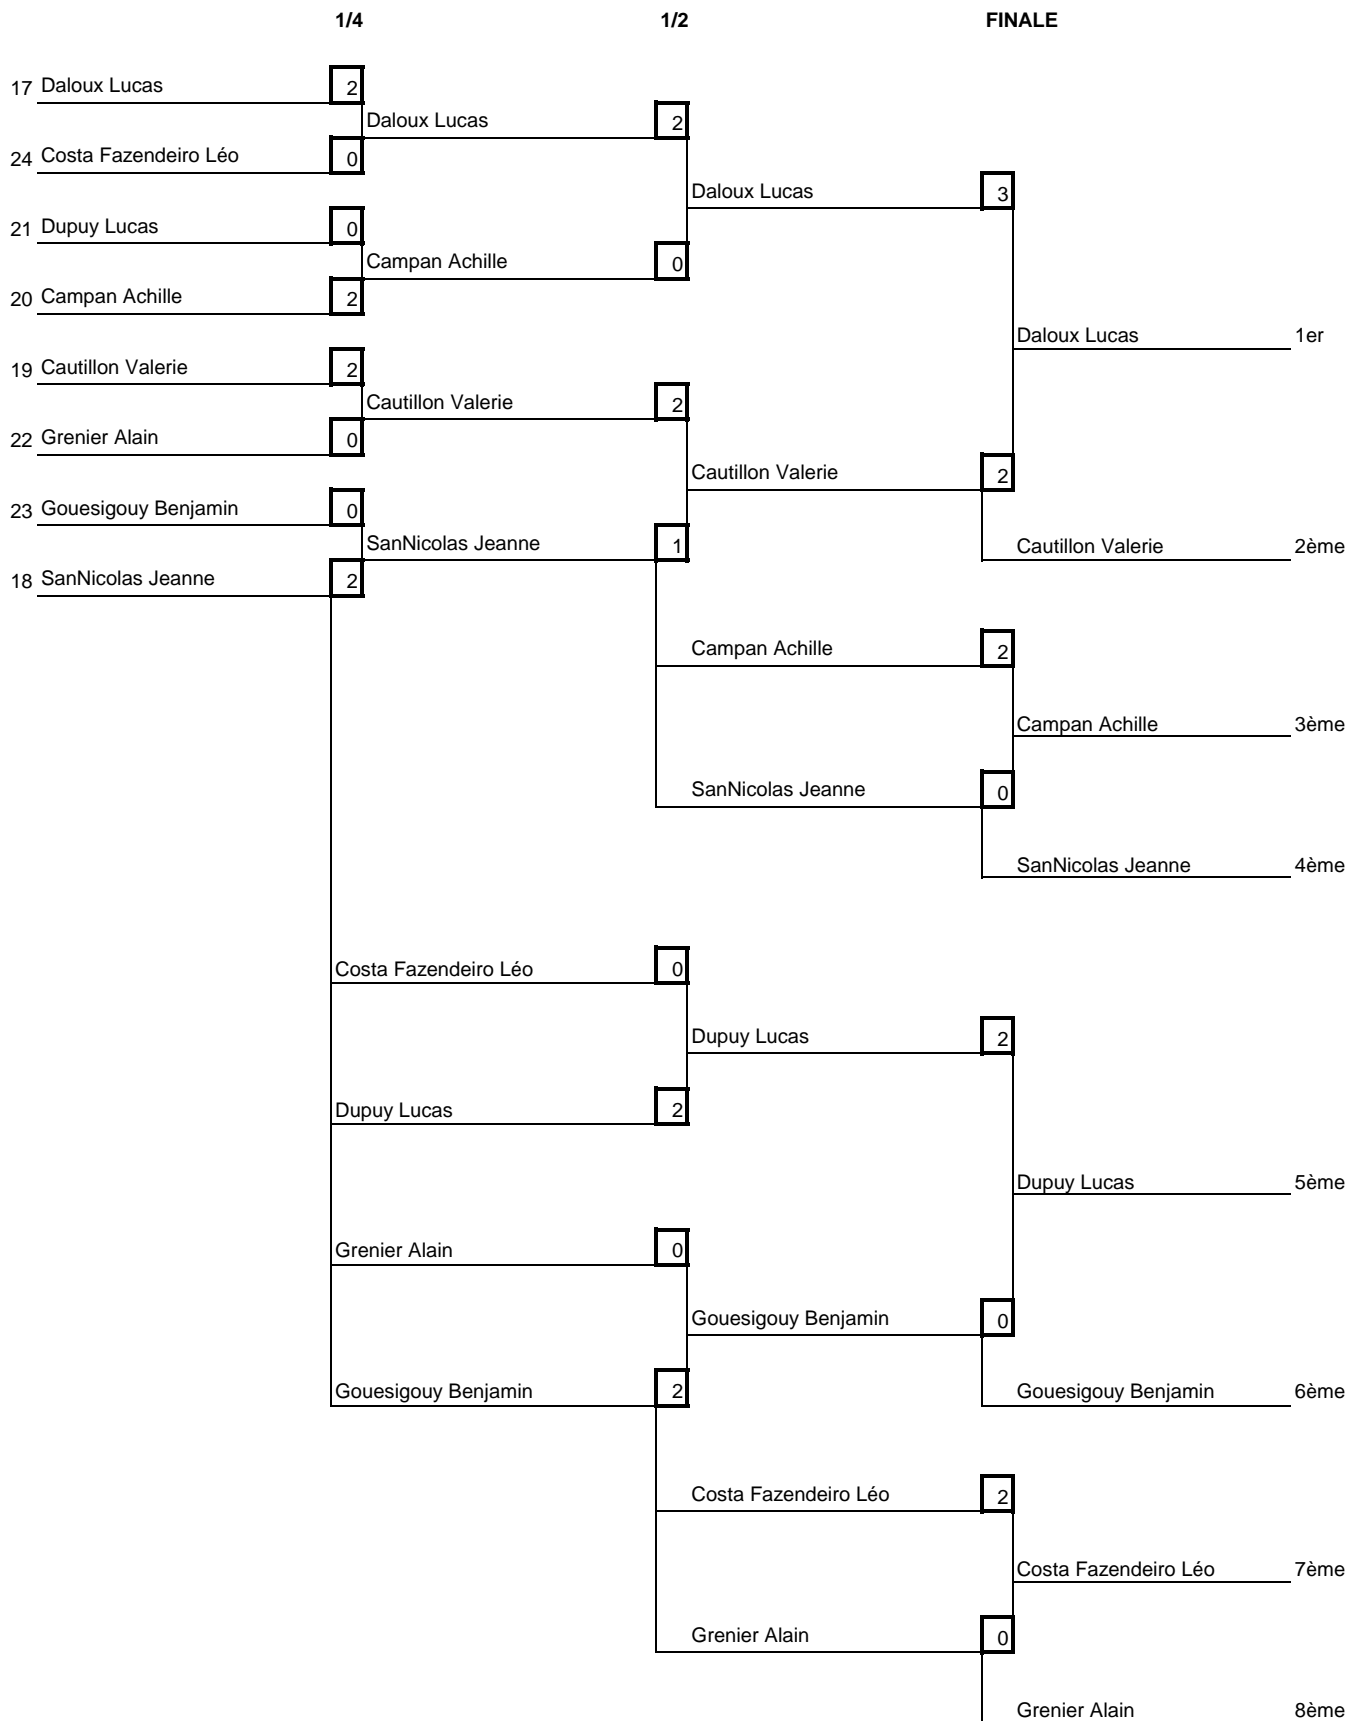 1/4 1/2 FINALE
17 Daloux Lucas 2
Daloux Lucas 2
24 Costa Fazendeiro Léo 0
Daloux Lucas 3
21 Dupuy Lucas 0
Campan Achille 0
20 Campan Achille 2
Daloux Lucas 1er
19 Cautillon Valerie 2
Cautillon Valerie 2
22 Grenier Alain 0
Cautillon Valerie 2
23 Gouesigouy Benjamin 0
SanNicolas Jeanne 1
Cautillon Valerie 2ème
18 SanNicolas Jeanne 2
Campan Achille 2
Campan Achille 3ème
SanNicolas Jeanne 0
SanNicolas Jeanne 4ème
Costa Fazendeiro Léo 0
Dupuy Lucas 2
Dupuy Lucas 2
Dupuy Lucas 5ème
Grenier Alain 0
Gouesigouy Benjamin 0
Gouesigouy Benjamin 2
Gouesigouy Benjamin 6ème
Costa Fazendeiro Léo 2
Costa Fazendeiro Léo 7ème
Grenier Alain 0
Grenier Alain 8ème